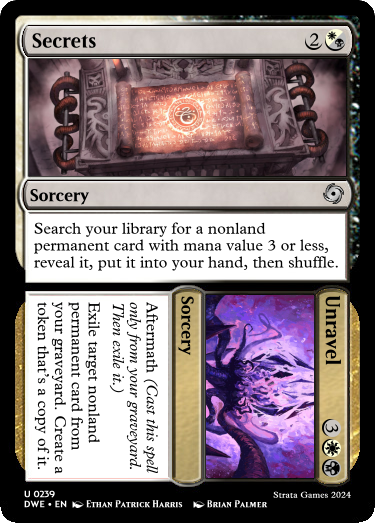 Secrets 2
Sorcery
Search your library for a nonland
permanent card with mana value 3 or less,
reveal it, put it into your hand, then shuffle.
Unravel 3
Sorcery
Aftermath (Cast this spell
only from your graveyard.
Then exile it.)
Exile target nonland
permanent card from
your graveyard. Create a
token that's a copy of it.
U 0239
DWE • EN Ethan Patrick Harris Brian Palmer
Strata Games 2024